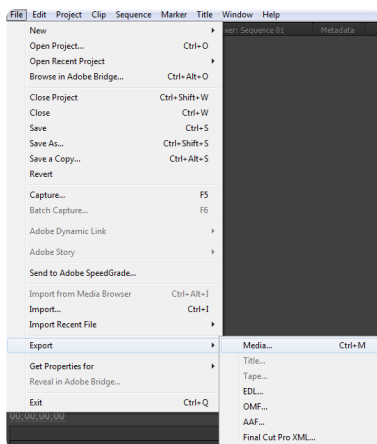 File Edit Project Clip Sequence Marker Title Window Help
xer: Sequence 01 Metadata
New
Open Project... Ctrl+O
Open Recent Project
Browse in Adobe Bridge... Ctrl+Alt+O
Close Project Ctrl+Shift+W
Close Ctrl+W
Save Ctrl+S
Save As... Ctrl+Shift+S
Save a Copy... Ctrl+Alt+S
Revert
Capture... F5
Batch Capture... F6
Adobe Dynamic Link
Adobe Story
Send to Adobe SpeedGrade...
Import from Media Browser Ctrl+Alt+I
Import... Ctrl+I
Import Recent File
Export
Media... Ctrl+M
Title...
Tape...
EDL...
OMF...
AAF...
Final Cut Pro XML...
Get Properties for
Reveal in Adobe Bridge...
Exit Ctrl+Q
00;00;00;00